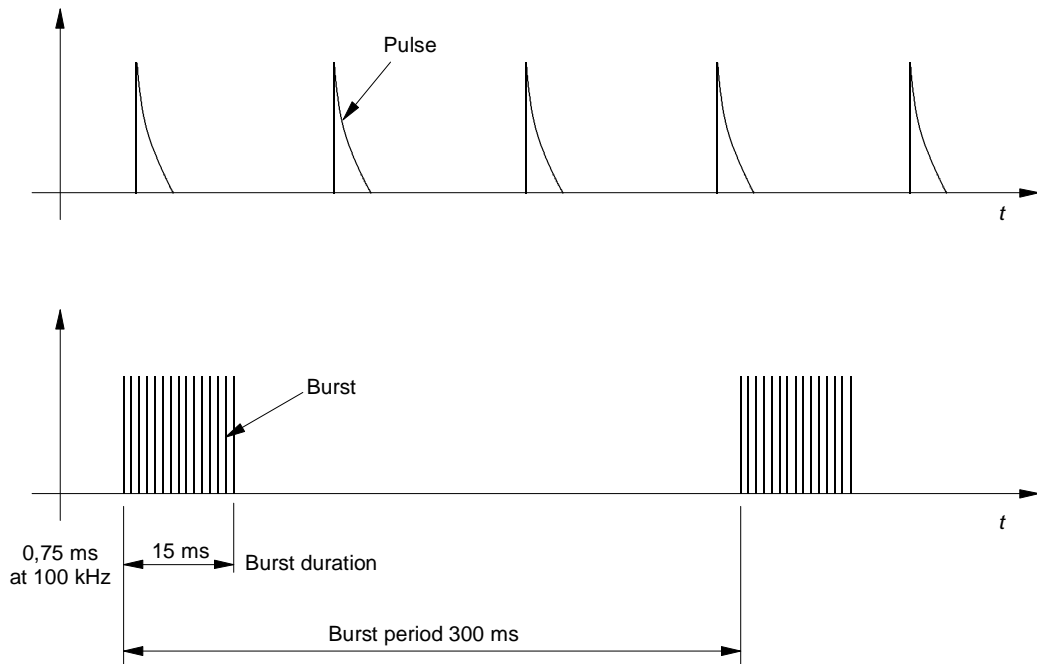 Pulse
t
Burst
t
0,75 ms
at 100 kHz
15 ms
Burst duration
Burst period 300 ms